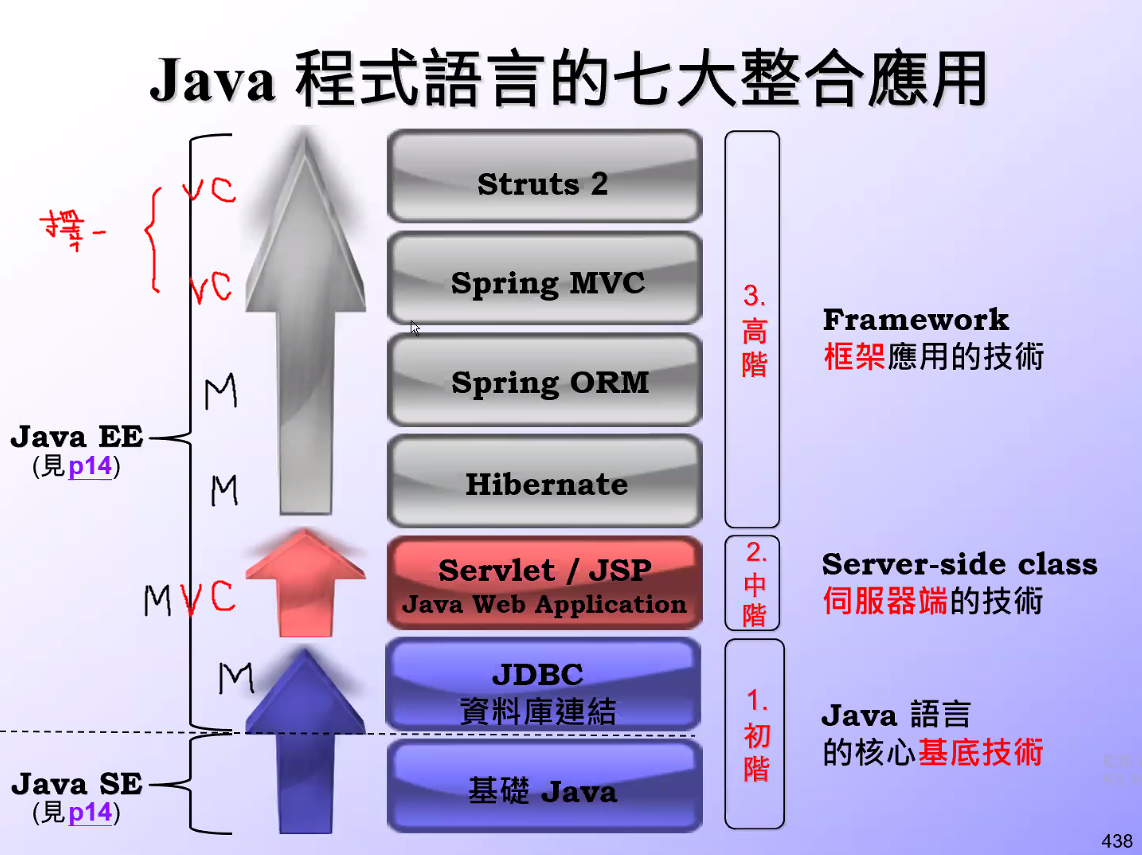 Java 程式語言的七大整合應用
VC
Struts 2
擇一
VC
Spring MVC
3.
高
階
Framework
框架應用的技術
M
Spring ORM
Java EE
(見p14)
M
Hibernate
MVC
Servlet / JSP
Java Web Application
2.
中
階
Server-side class
伺服器端的技術
M
JDBC
資料庫連結
1.
初
階
Java 語言
的核心基底技術
Java SE
(見p14)
基礎 Java
438